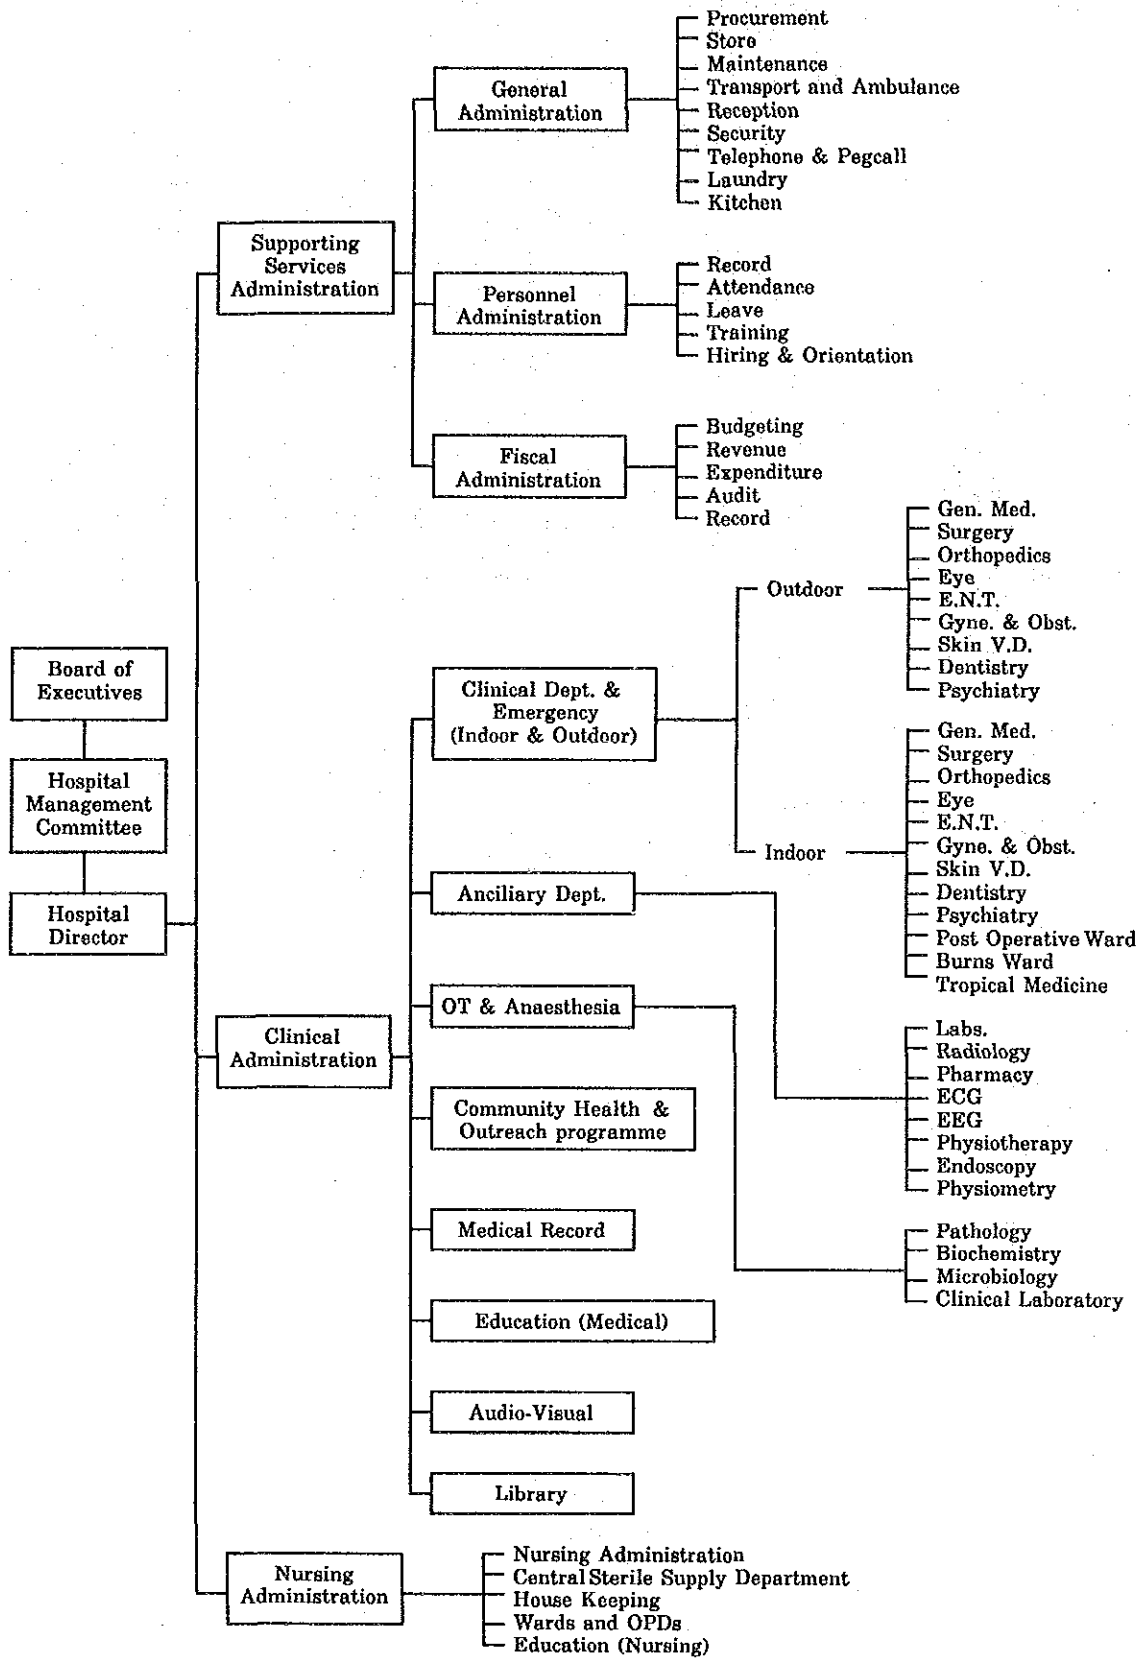 Procurement
Store
Maintenance
Transport and Ambulance
Reception
Security
Telephone & Pegcall
Laundry
Kitchen
General
Administration
Supporting
Services
Administration
Record
Attendance
Leave
Training
Hiring & Orientation
Personnel
Administration
Budgeting
Revenue
Expenditure
Audit
Record
Fiscal
Administration
Gen. Med.
Surgery
Orthopedics
Eye
E.N.T.
Gyne. & Obst.
Skin V.D.
Dentistry
Psychiatry
Outdoor
Board of
Executives
Clinical Dept. &
Emergency
(Indoor & Outdoor)
Hospital
Management
Committee
Gen. Med.
Surgery
Orthopedics
Eye
E.N.T.
Gyne. & Obst.
Skin V.D.
Dentistry
Psychiatry
Post Operative Ward
Burns Ward
Tropical Medicine
Indoor
Hospital
Director
Anciliary Dept.
OT & Anaesthesia
Clinical
Administration
Labs.
Radiology
Pharmacy
ECG
EEG
Physiotherapy
Endoscopy
Physiometry
Community Health &
Outreach programme
Medical Record
Pathology
Biochemistry
Microbiology
Clinical Laboratory
Education (Medical)
Audio-Visual
Library
Nursing
Administration
Nursing Administration
Central Sterile Supply Department
House Keeping
Wards and OPDs
Education (Nursing)